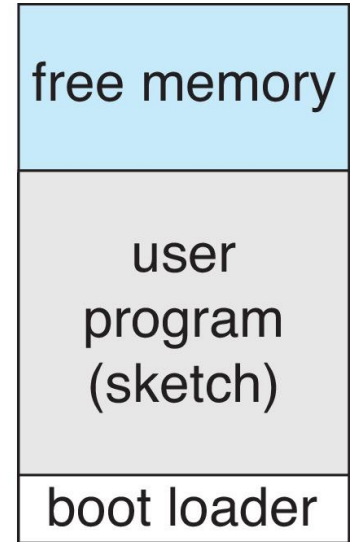 free memory
user
program
(sketch)
boot loader